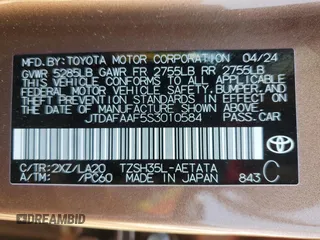 MFD. BY: TOYOTA MOTOR CORPORATION 04/24
GVWR 5285LB GAWR FR 2755LB RR 2755LB
THIS VEHICLE CONFORMS TO ALL APPLICABLE
FEDERAL MOTOR VEHICLE SAFETY, BUMPER, AND
THEFT PREVENTION STANDARDS IN EFFECT ON
THE DATE OF MANUFACTURE SHOWN ABOVE.
JTDAFAAF5S3010584 PASS.CAR
C/TR: 2XZ/LA20 TZSH35L-AETATA C
A/TM: /PC60 MADE IN JAPAN 843
TOYOTA
DREAMBID